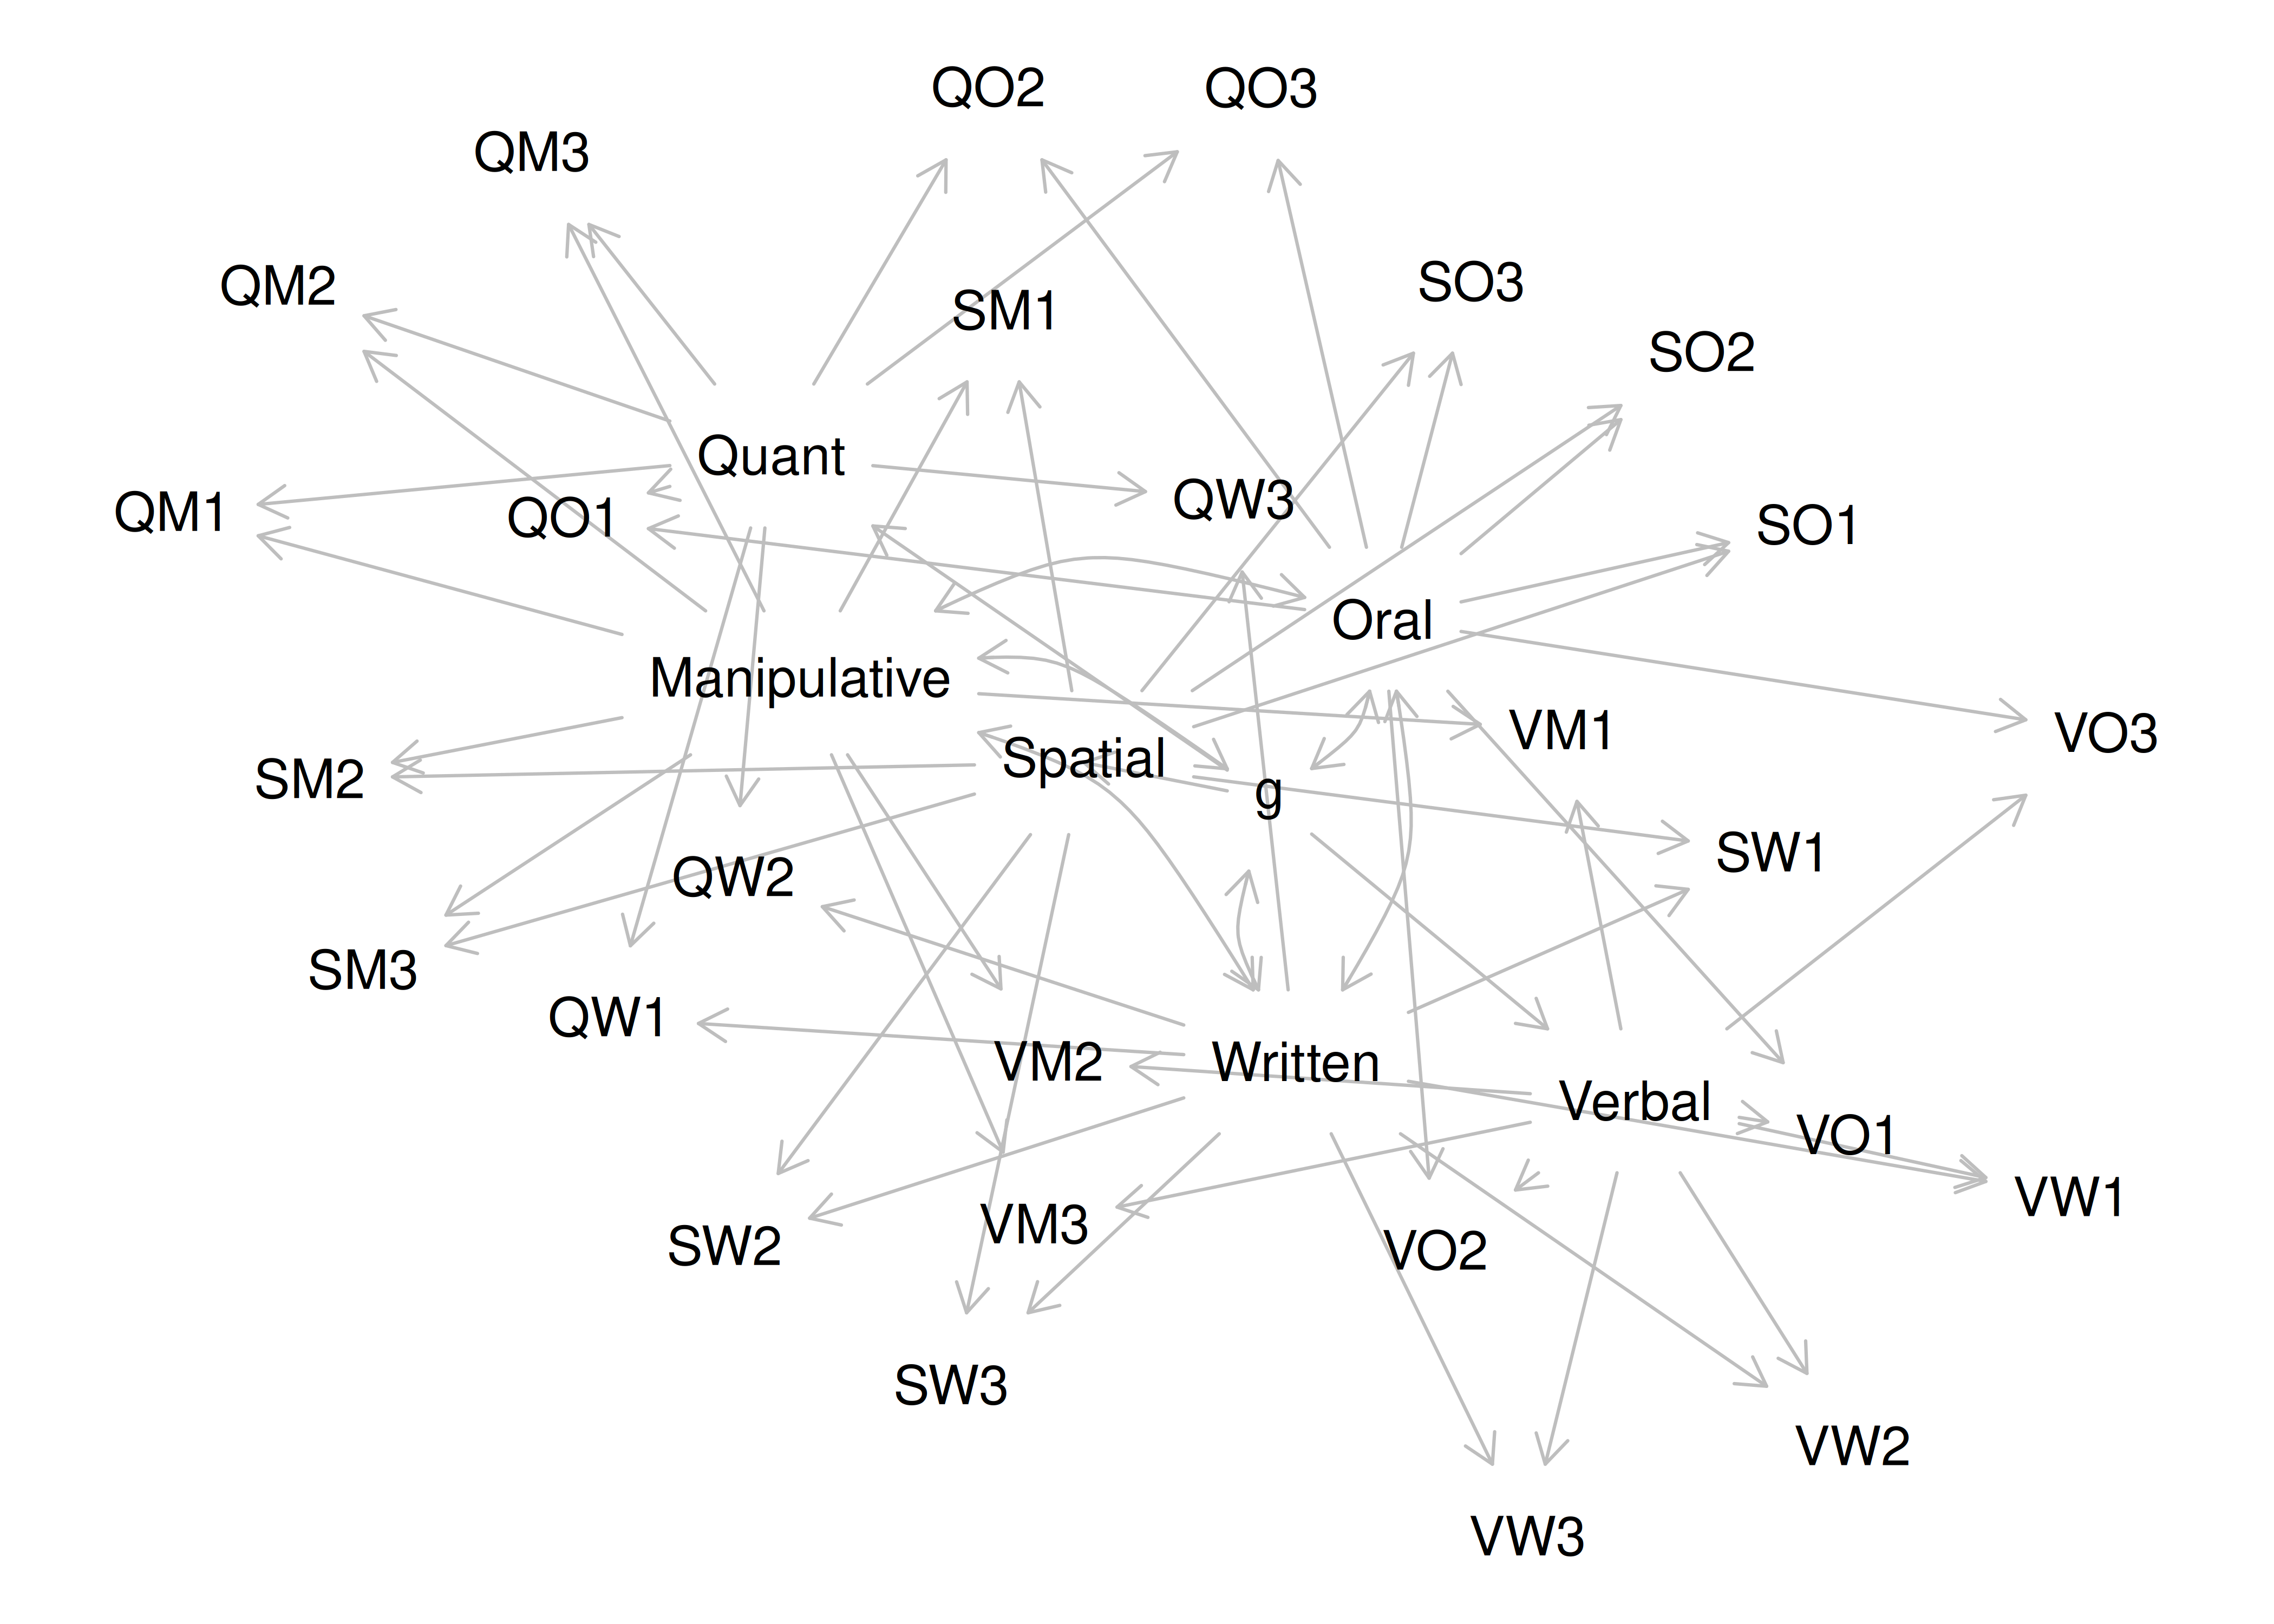 QO2
QO3
QM3
QM2
SM1
SO3
SO2
Quant
QM1
QO1
QW3
SO1
Oral
Manipulative
VM1
VO3
SM2
Spatial
g
SW1
QW2
SM3
QW1
VM2
Written
Verbal
VO1
VW1
SW2
VM3
VO2
SW3
VW2
VW3